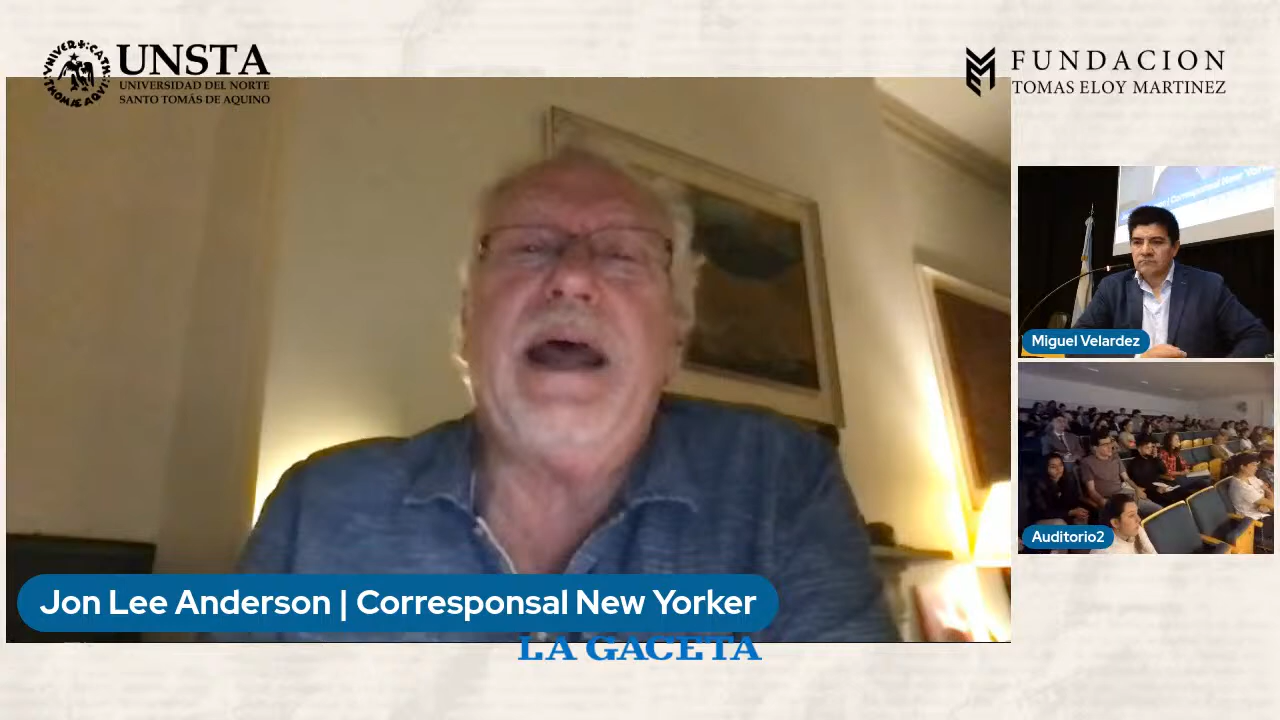 UNSTA
UNIVERSIDAD DEL NORTE
SANTO TOMÁS DE AQUINO
FUNDACION
TOMAS ELOY MARTINEZ
Miguel Velardez
Auditorio2
Jon Lee Anderson | Corresponsal New Yorker
LA GACETA